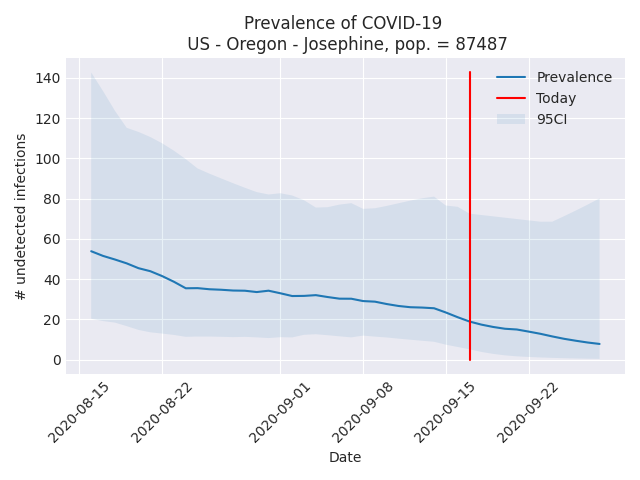 Prevalence of COVID-19
US - Oregon - Josephine, pop. = 87487
Prevalence
Today
95CI
# undetected infections
140
120
100
80
60
40
20
0
2020-08-15
2020-08-22
2020-09-01
2020-09-08
2020-09-15
2020-09-22
Date